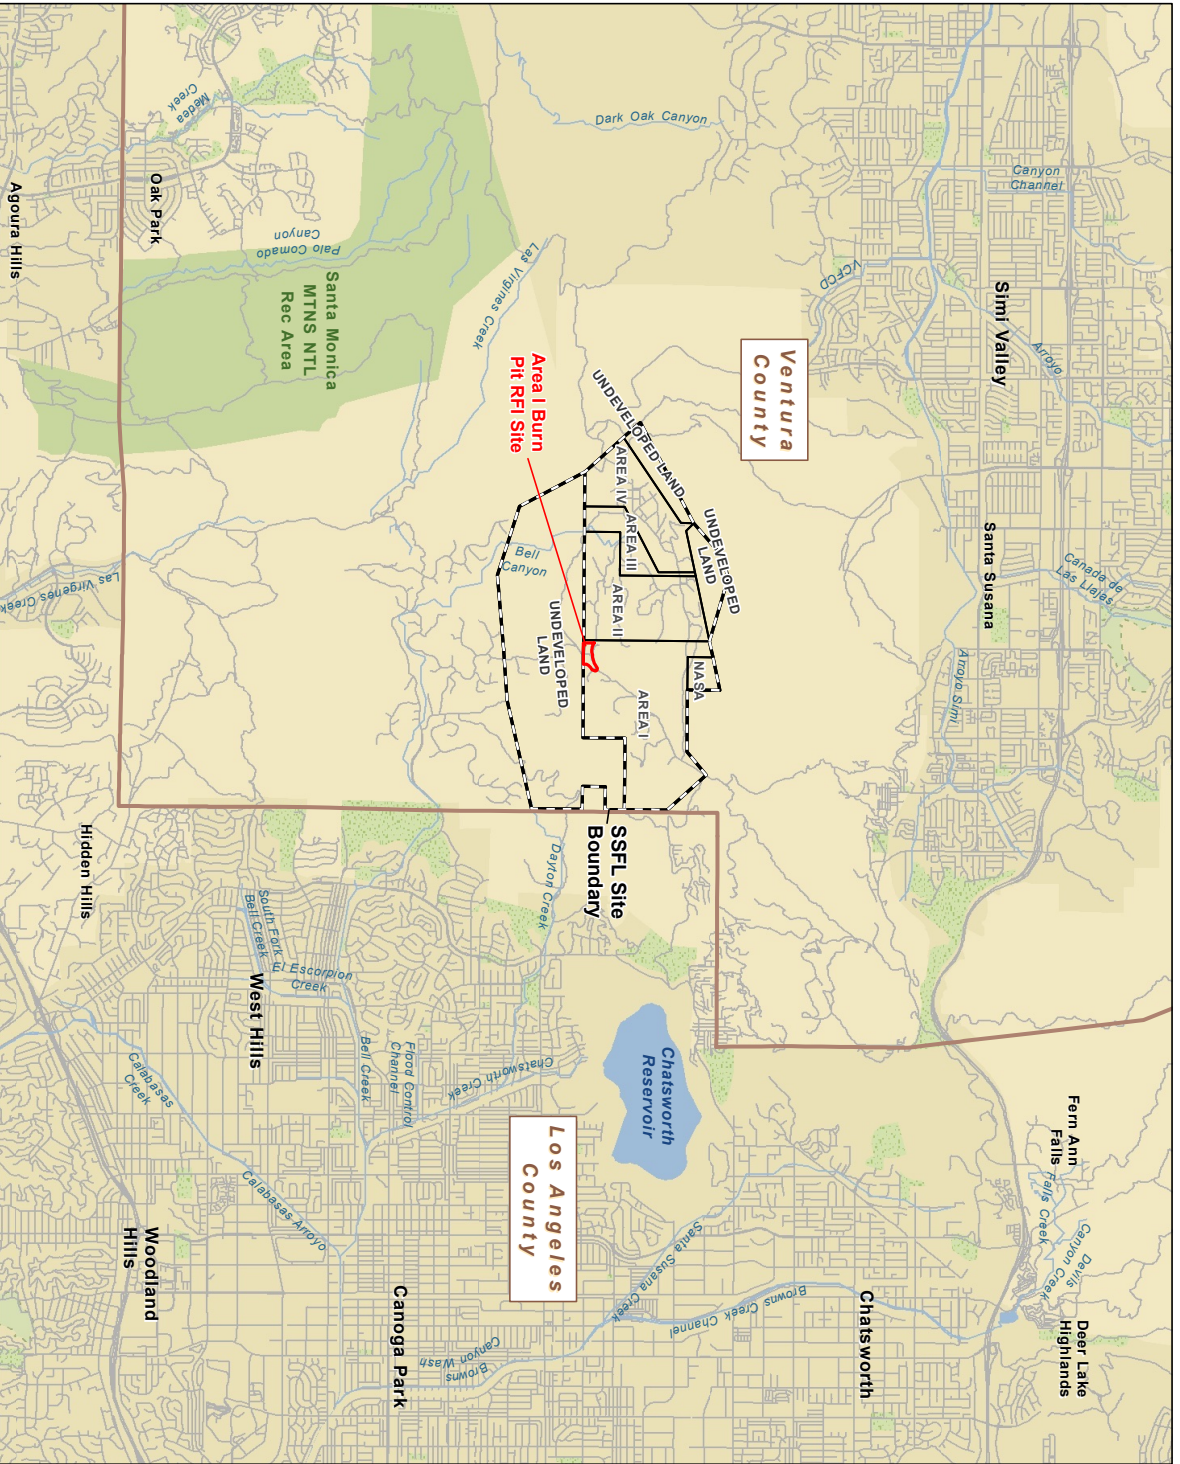 Canyon
Channel
Dark Oak Canyon
Medea
Creek
Oak Park
Agoura Hills
Palo Comado
Canyon
Santa Monica
MTNS NTL
Rec Area
Las Virgines Creek
VCFCD
Simi Valley
Arroyo
Ventura
County
Area I Burn
Pit RFI Site
UNDEVELOPED LAND
AREA IV
AREA III
UNDEVELOPED
LAND
AREA II
Bell
Canyon
UNDEVELOPED
LAND
NASA
AREA I
Santa Susana
Canada de
Las Llajas
Arroyo Simi
Las Virgenes Creek
SSFL Site
Boundary
Dayton Creek
Hidden Hills
South Fork
Bell Creek
El Escorpion
Creek
West Hills
Bell Creek
Flood Control
Channel
Chatsworth Creek
Chatsworth
Reservoir
Calabasas
Creek
Los Angeles
County
Fern Ann
Falls
Falls Creek
Devils
Canyon Creek
Deer Lake
Highlands
Calabasas Arroyo
Woodland
Hills
Santa Susana Creek
Browns Creek Channel
Chatsworth
Canoga Park
Browns
Canyon Wash